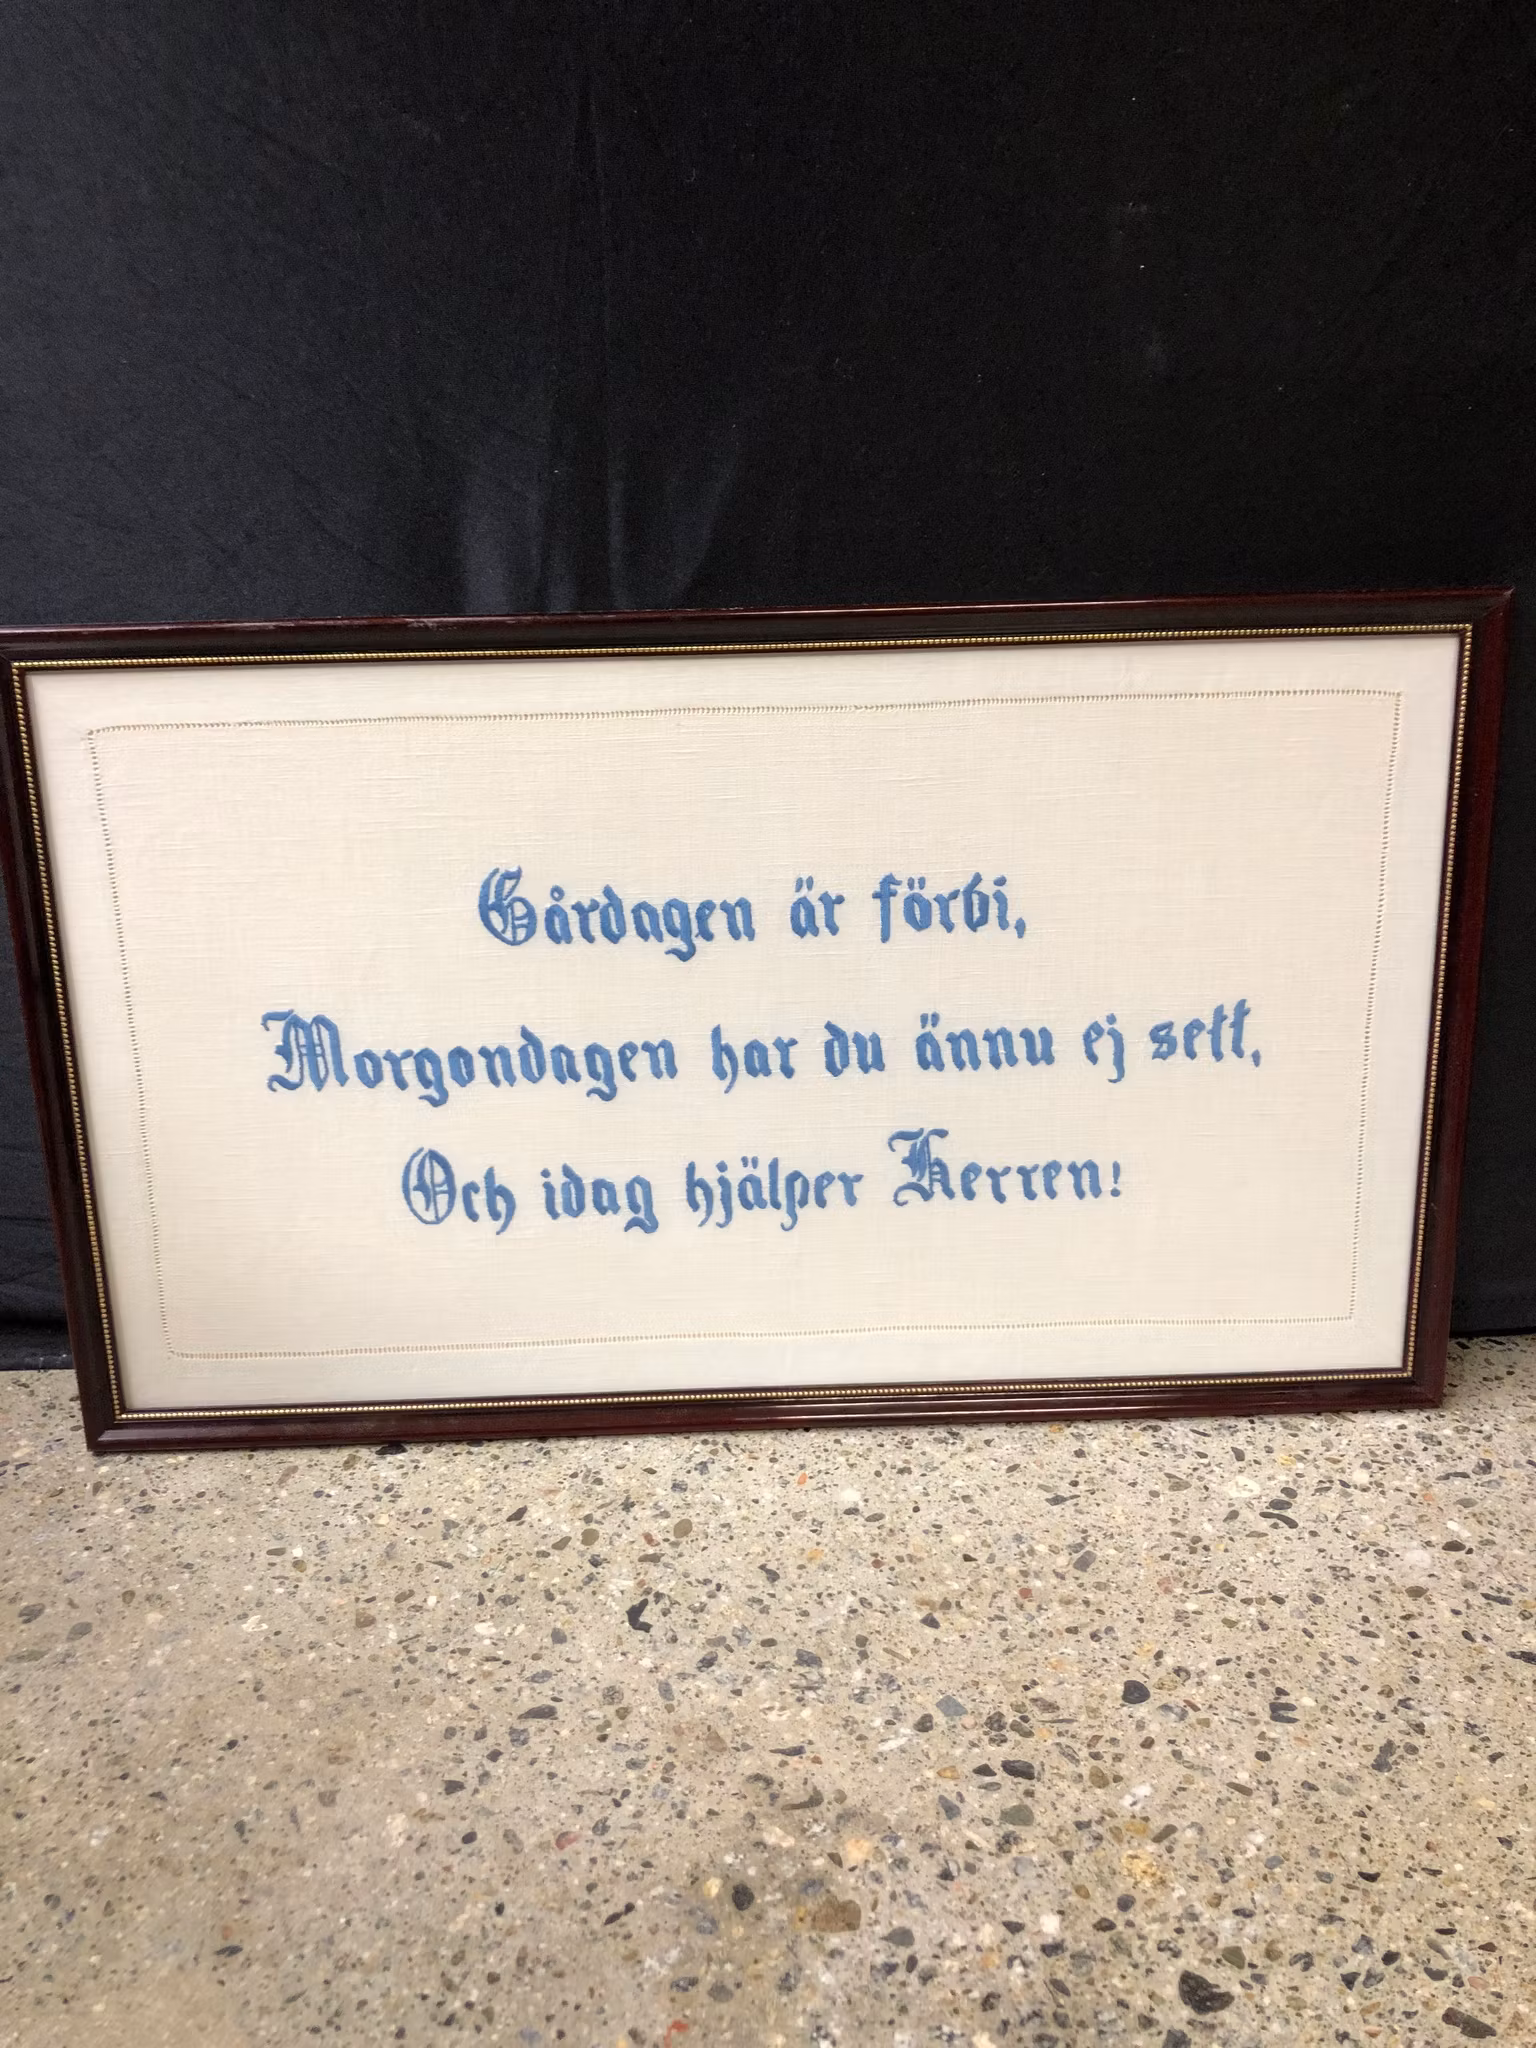 Gårdagen är förbi,
Morgondagen har du ännu ej sett,
Och idag hjälper Herren!